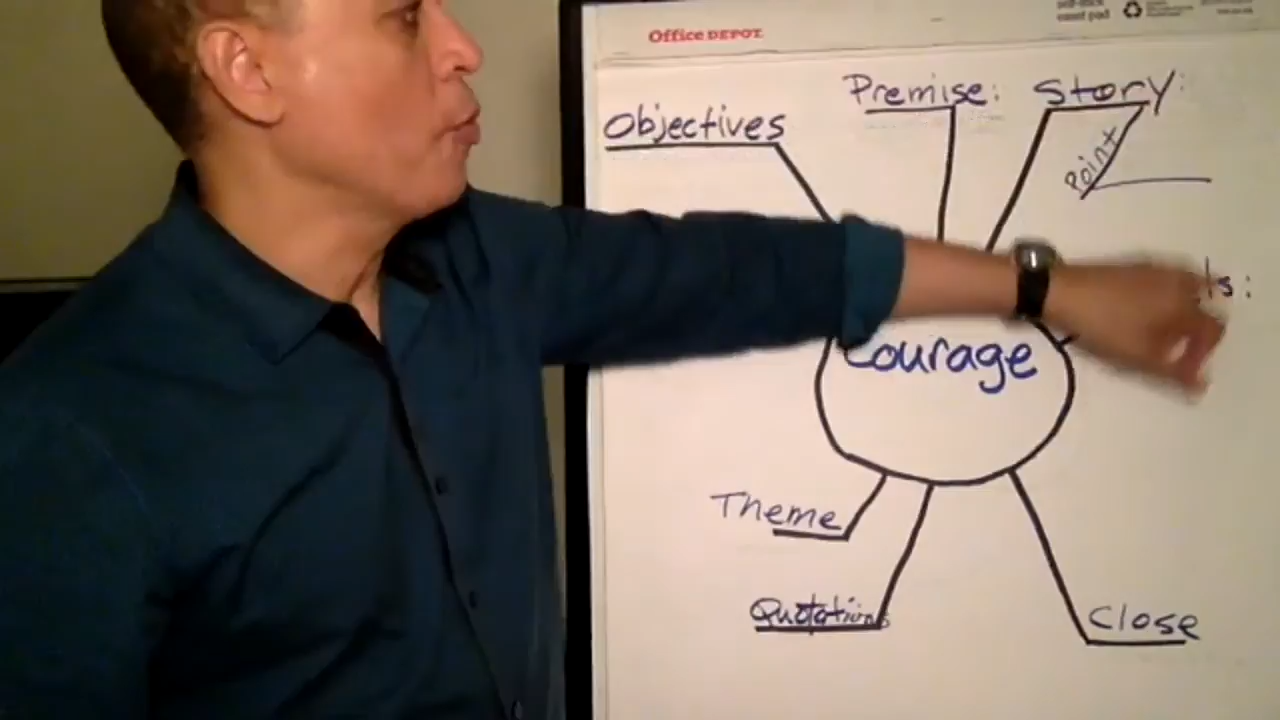 Office DEPOT
Objectives
Premise:
Story:
Point
Courage
Theme
Quotations
Close